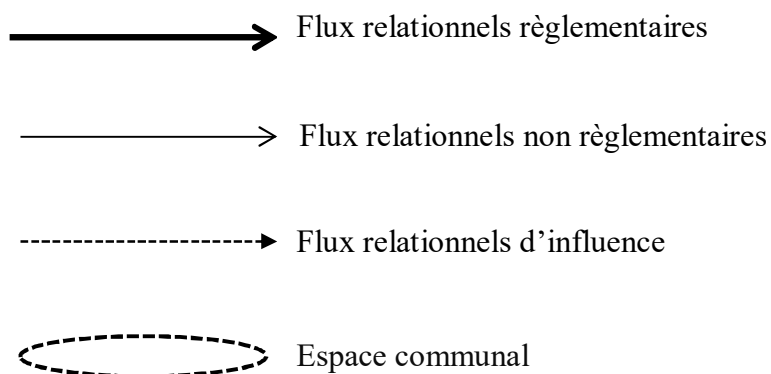 Flux relationnels règlementaires
Flux relationnels non règlementaires
Flux relationnels d’influence
Espace communal